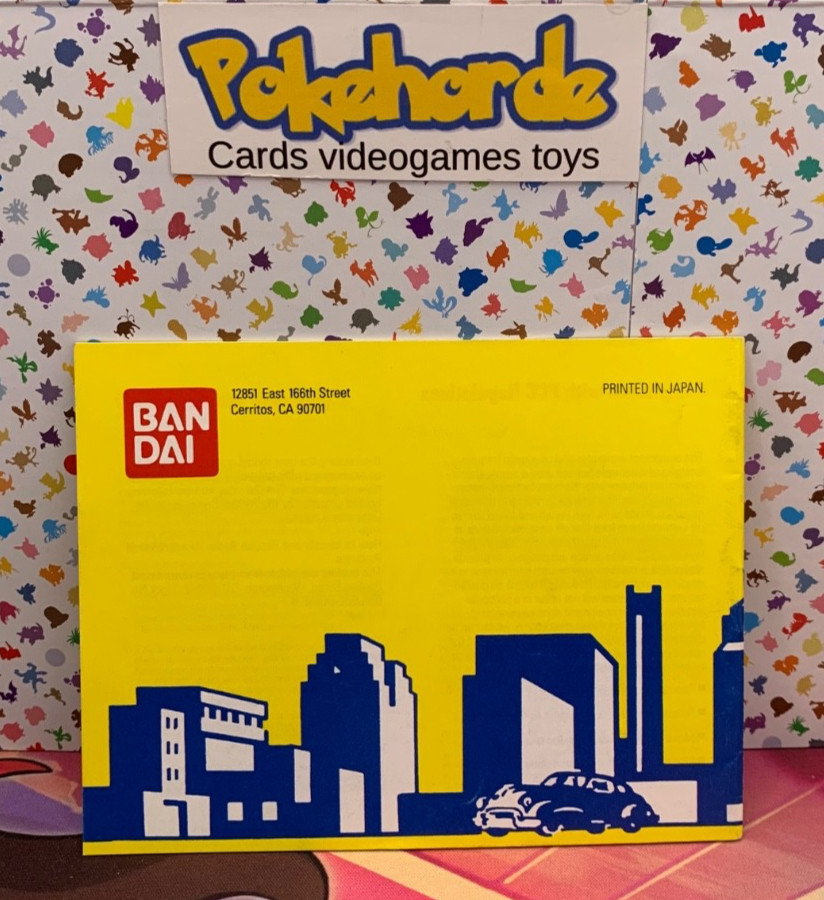 Pokehorde
Cards videogames toys
BAN
DAI
12851 East 166th Street
Cerritos, CA 90701
PRINTED IN JAPAN.